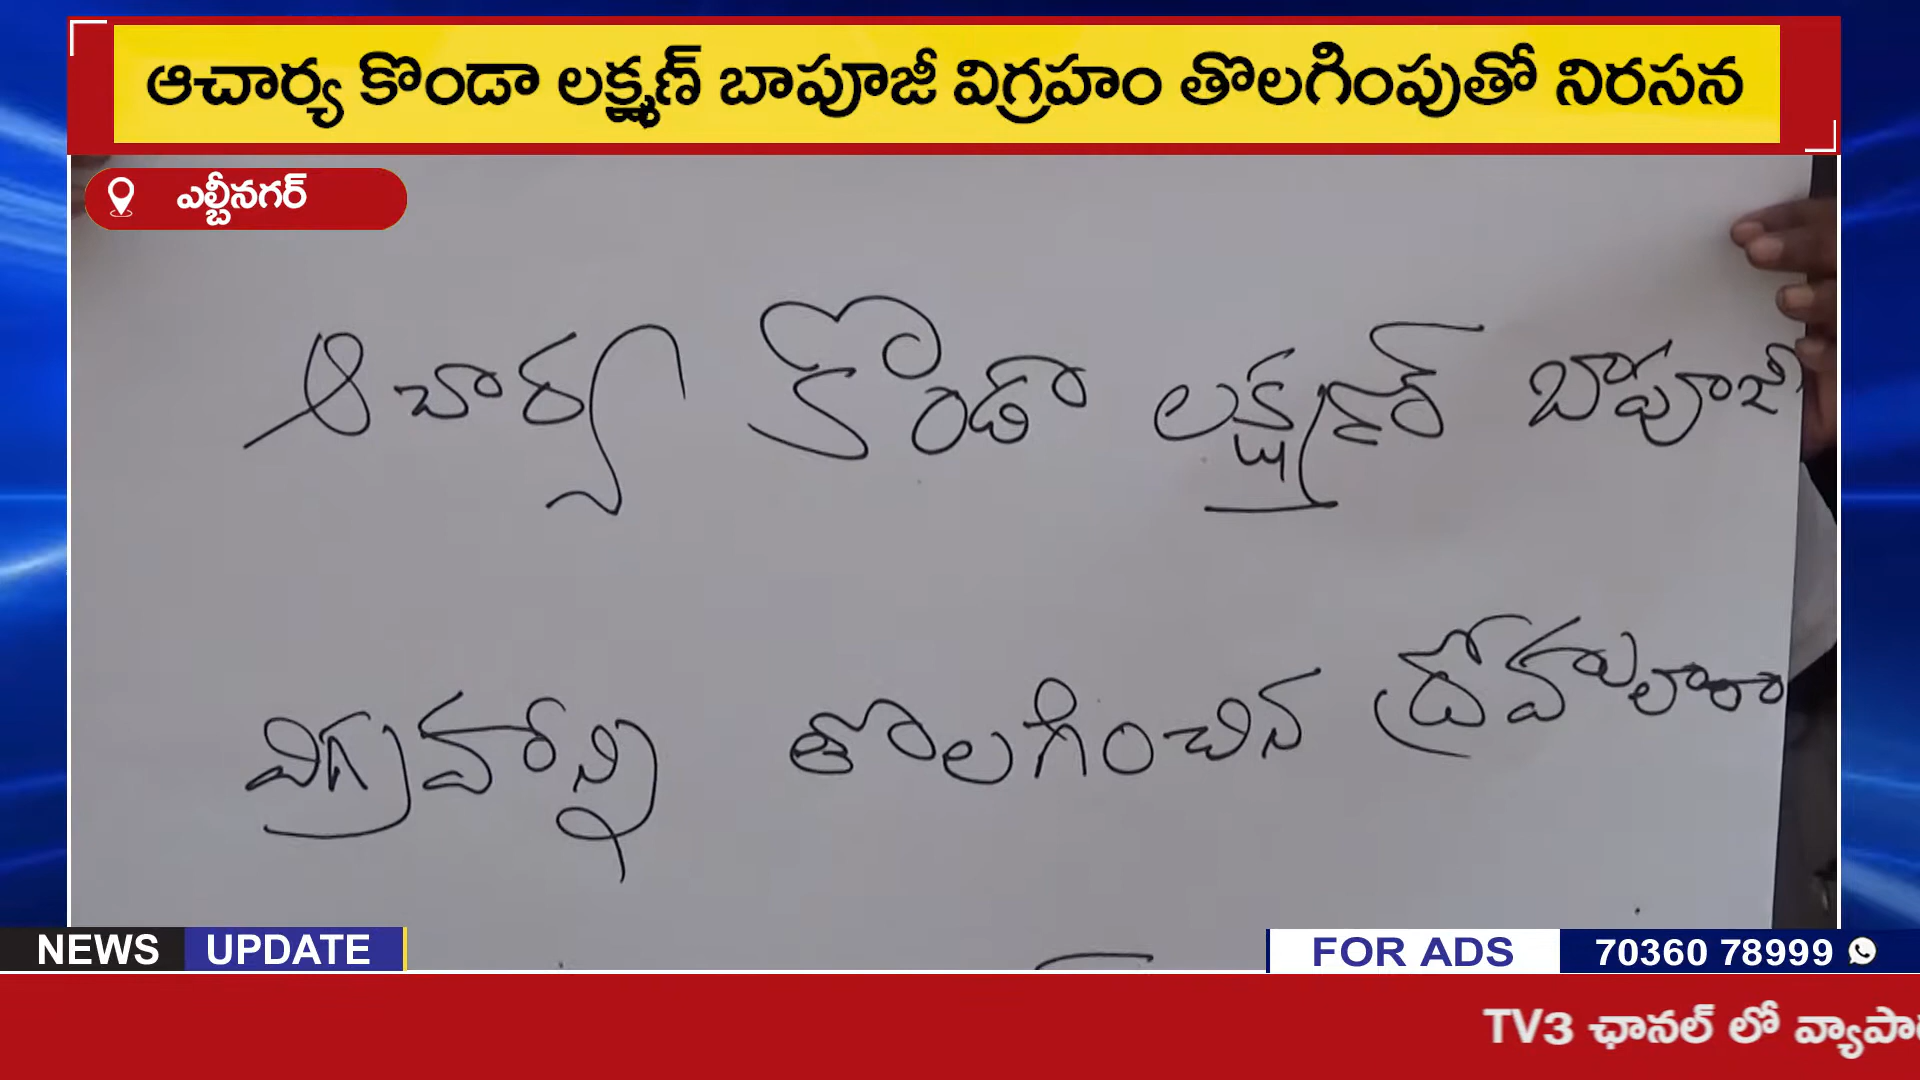 ఆచార్య కొండా లక్ష్మణ్ బాపూజీ విగ్రహం తొలగింపుతో నిరసన
ఎల్బీనగర్
ఆచార్య కొండా లక్ష్మణ్ బాపూజీ
విగ్రహాన్ని తొలగించిన ద్రోహులారా
NEWS UPDATE
FOR ADS 70360 78999
TV3 ఛానల్ లో